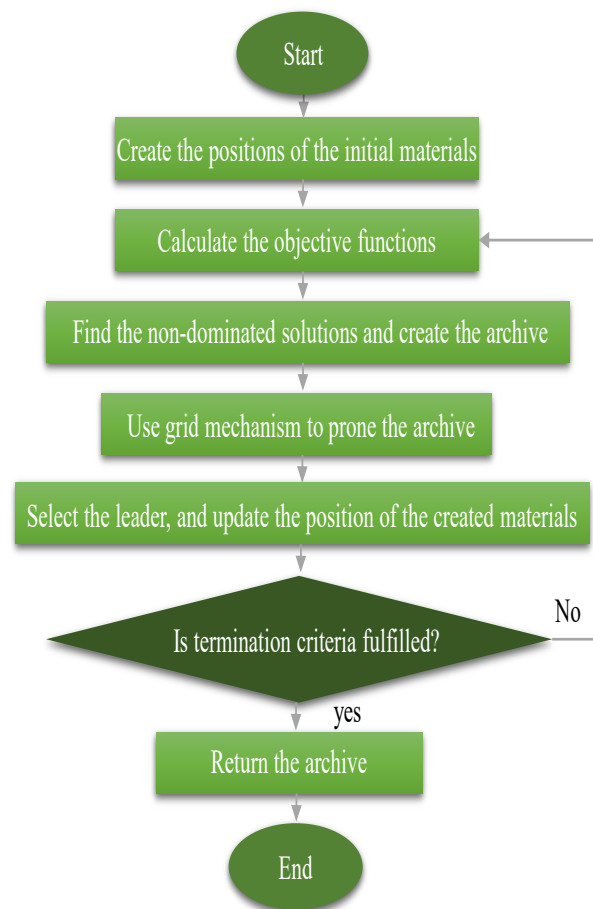 Start
Create the positions of the initial materials
Calculate the objective functions
Find the non-dominated solutions and create the archive
Use grid mechanism to prone the archive
Select the leader, and update the position of the created materials
Is termination criteria fulfilled?
No
yes
Return the archive
End